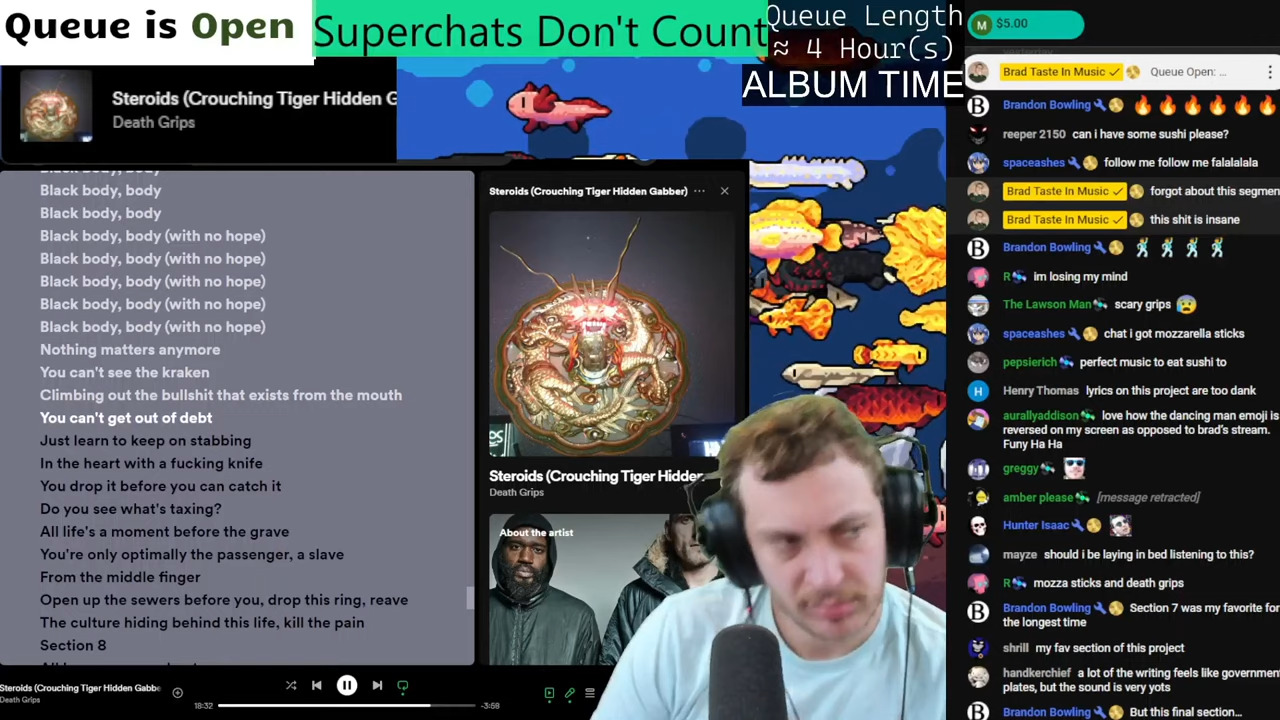 Queue is Open
Superchats Don't Count
Queue Length
≈ 4 Hour(s)
ALBUM TIME
Steroids (Crouching Tiger Hidden G
Death Grips
Black body, body
Black body, body
Black body, body
Black body, body (with no hope)
Black body, body (with no hope)
Black body, body (with no hope)
Black body, body (with no hope)
Black body, body (with no hope)
Nothing matters anymore
You can't see the kraken
Climbing out the bullshit that exists from the mouth
You can't get out of debt
Just learn to keep on stabbing
In the heart with a fucking knife
You drop it before you can catch it
Do you see what's taxing?
All life's a moment before the grave
You're only optimally the passenger, a slave
From the middle finger
Open up the sewers before you, drop this ring, reave
The culture hiding behind this life, kill the pain
Section 8
Steroids (Crouching Tiger Hidden Gabber)
Steroids (Crouching Tiger Hidden
Death Grips
About the artist
Steroids (Crouching Tiger Hidden Gabb
Death Grips
18:32
-3:58
M $5.00
yesterday
Brad Taste In Music Queue Open: ...
Brandon Bowling 🔥🔥🔥🔥🔥🔥
reeper 2150 can i have some sushi please?
spaceashes follow me follow me falalalala
Brad Taste In Music forgot about this segmen
Brad Taste In Music this shit is insane
Brandon Bowling 🕺🕺🕺🕺
R im losing my mind
The Lawson Man scary grips 😰
spaceashes chat i got mozzarella sticks
pepsierich perfect music to eat sushi to
H Henry Thomas lyrics on this project are too dank
aurallyaddison love how the dancing man emoji is
reversed on my screen as opposed to brad's stream.
Funy Ha Ha
greggy
amber please [message retracted]
Hunter Isaac
mayze should i be laying in bed listening to this?
R mozza sticks and death grips
Brandon Bowling Section 7 was my favorite for
the longest time
shrill my fav section of this project
handkerchief a lot of the writing feels like governmen
plates, but the sound is very yots
Brandon Bowling But this final section...